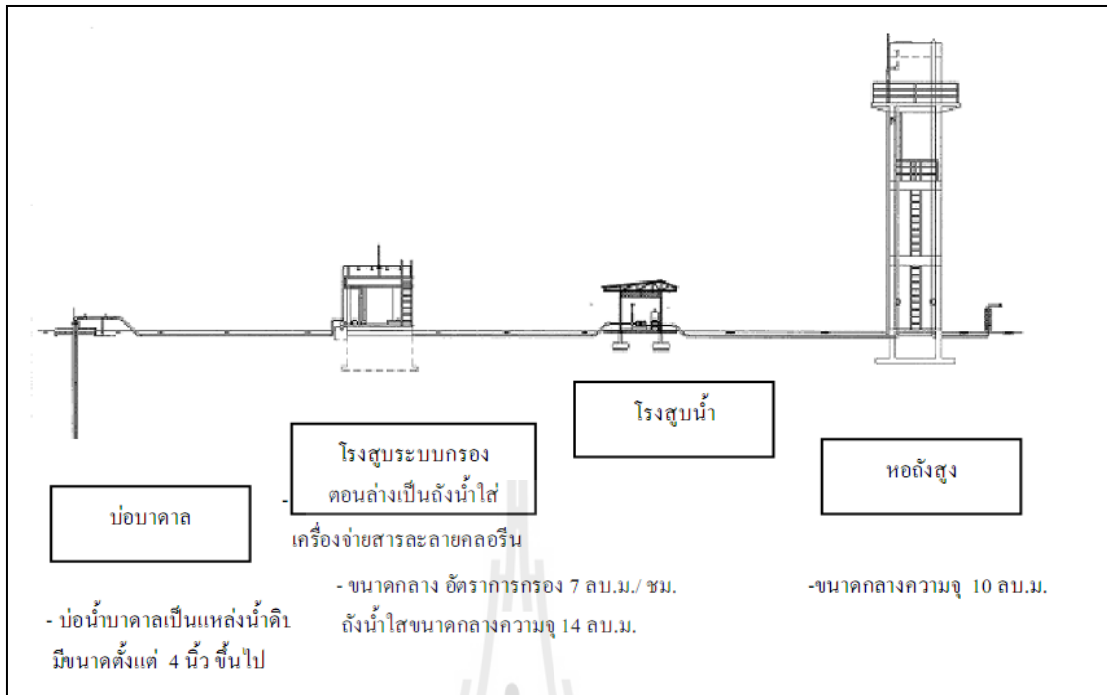 โรงสูบน้ำ
โรงสูบระบบกรอง
ตอนล่างเป็นถังน้ำใส่
หอถังสูง
บ่อบาดาล
-
เครื่องจ่ายสารละลายคลอรีน
- ขนาดกลาง อัตราการกรอง 7 ลบ.ม./ ชม.
ถังน้ำใสขนาดกลางความจุ 14 ลบ.ม.
-ขนาดกลางความจุ 10 ลบ.ม.
- บ่อน้ำบาดาลเป็นแหล่งน้ำดิบ
มีขนาดตั้งแต่ 4 นิ้ว ขึ้นไป